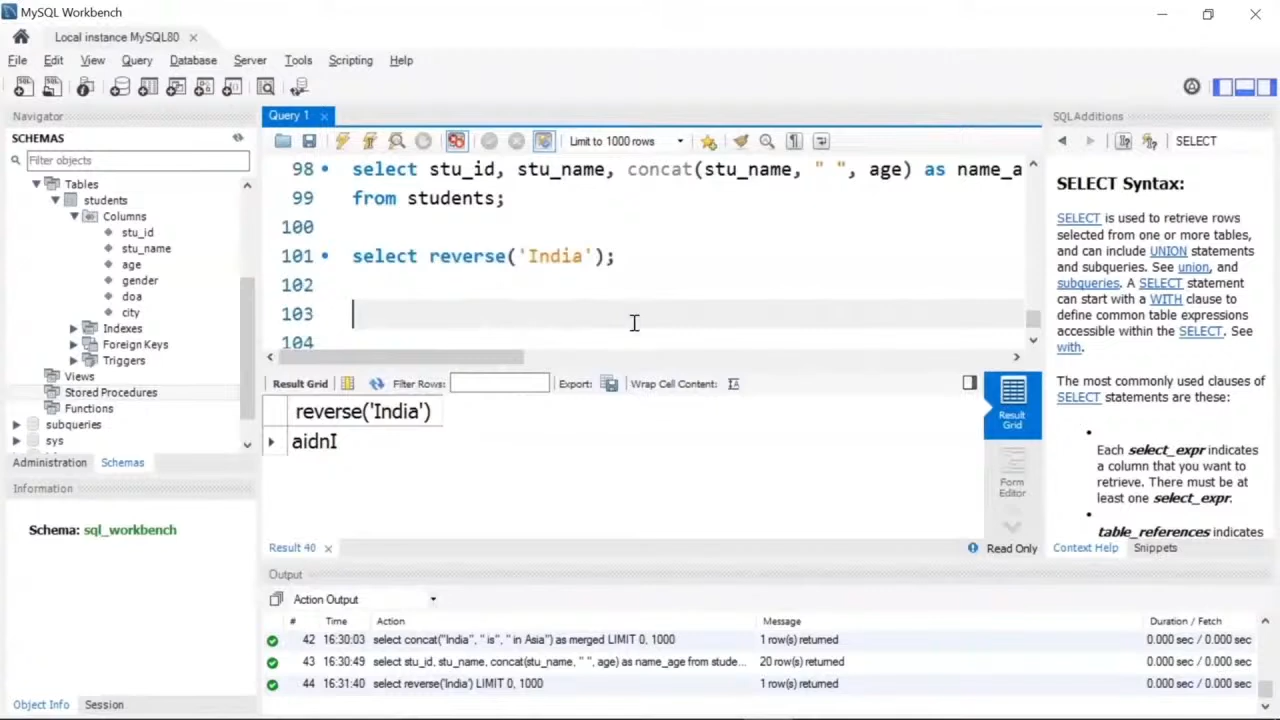 MySQL Workbench
Local instance MySQL80
File Edit View Query Database Server Tools Scripting Help
Navigator
SCHEMAS
Filter objects
Tables
students
Columns
stu_id
stu_name
age
gender
doa
city
Indexes
Foreign Keys
Triggers
Views
Stored Procedures
Functions
subqueries
sys
Administration Schemas
Information
Schema: sql_workbench
Object Info Session
Query 1
Limit to 1000 rows
98 select stu_id, stu_name, concat(stu_name, " ", age) as name_a
99 from students;
100
101 select reverse('India');
102
103
104
Result Grid Filter Rows: Export: Wrap Cell Content:
reverse('India')
aidnI
Result Grid
Form Editor
Result 40
Read Only
SQLAdditions
SELECT
SELECT Syntax:
SELECT is used to retrieve rows
selected from one or more tables,
and can include UNION statements
and subqueries. See union, and
subqueries. A SELECT statement
can start with a WITH clause to
define common table expressions
accessible within the SELECT. See
with.
The most commonly used clauses of
SELECT statements are these:
Each select_expr indicates
a column that you want to
retrieve. There must be at
least one select_expr.
table_references indicates
Context Help Snippets
Output
Action Output
# Time Action Message Duration / Fetch
42 16:30:03 select concat("India", " is", " in Asia") as merged LIMIT 0, 1000 1 row(s) returned 0.000 sec / 0.000 sec
43 16:30:49 select stu_id, stu_name, concat(stu_name, " ", age) as name_age from stude... 20 row(s) returned 0.000 sec / 0.000 sec
44 16:31:40 select reverse('India') LIMIT 0, 1000 1 row(s) returned 0.000 sec / 0.000 sec